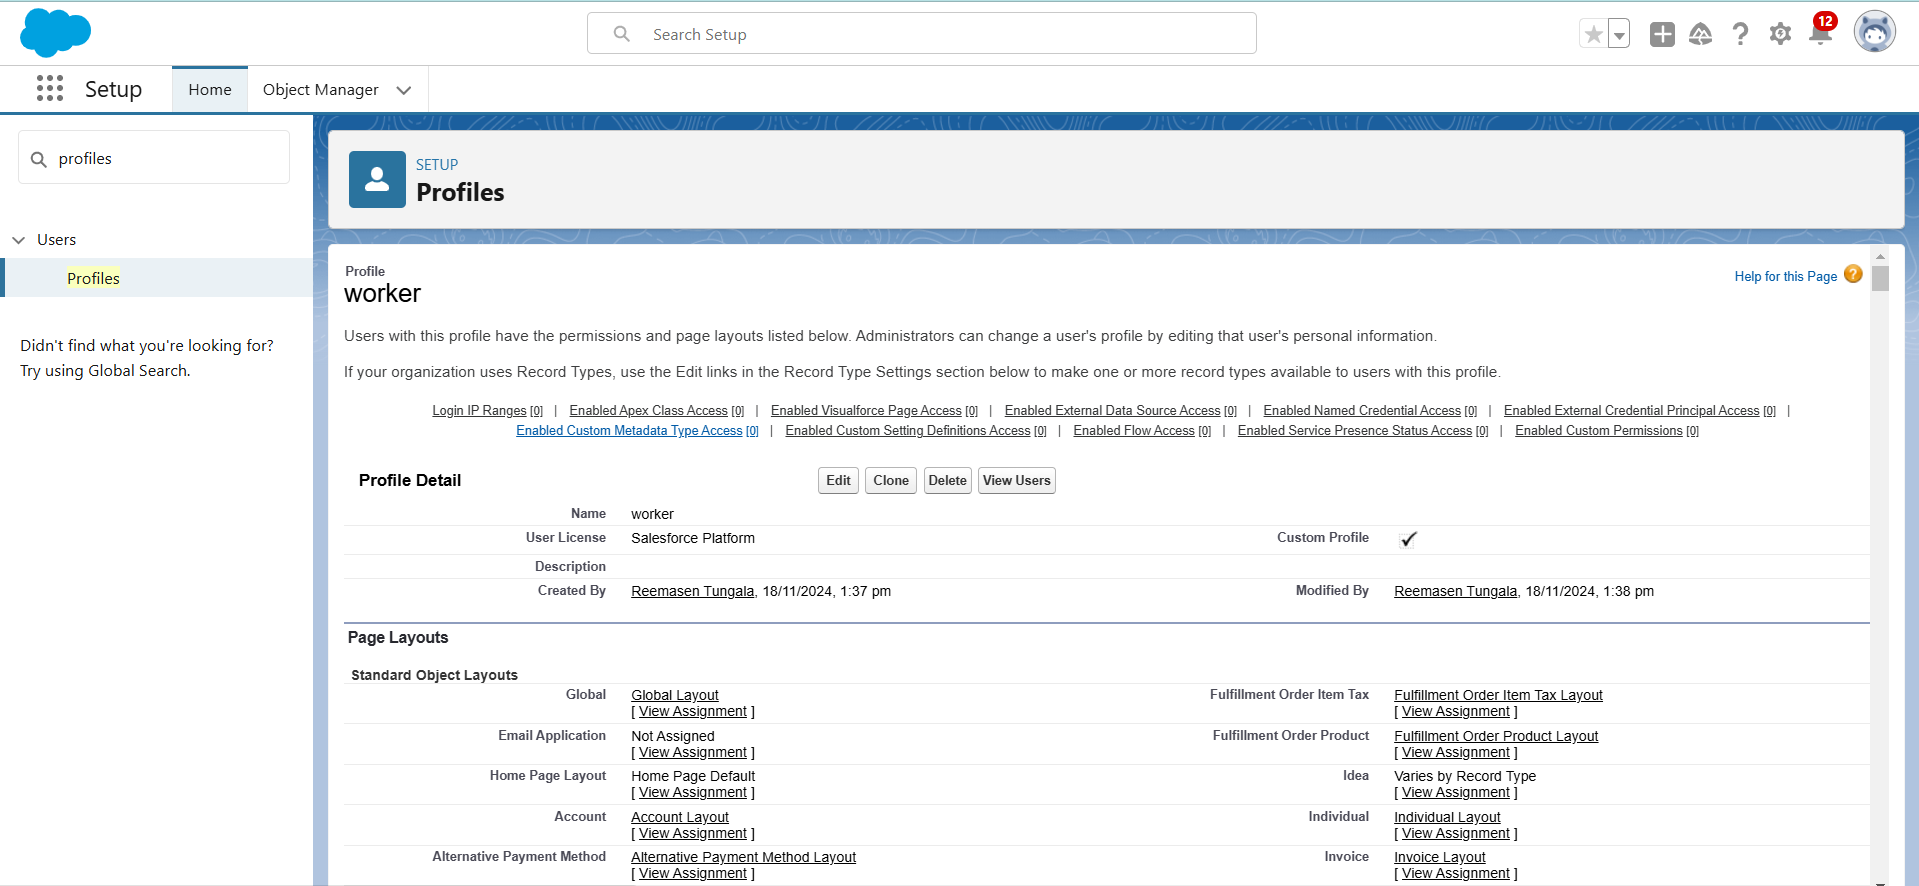 Search Setup
12
Setup
Home
Object Manager
profiles
Users
Profiles
Didn't find what you're looking for?
Try using Global Search.
SETUP
Profiles
Profile
worker
Help for this Page ?
Users with this profile have the permissions and page layouts listed below. Administrators can change a user's profile by editing that user's personal information.
If your organization uses Record Types, use the Edit links in the Record Type Settings section below to make one or more record types available to users with this profile.
Login IP Ranges [0] | Enabled Apex Class Access [0] | Enabled Visualforce Page Access [0] | Enabled External Data Source Access [0] | Enabled Named Credential Access [0] | Enabled External Credential Principal Access [0] |
Enabled Custom Metadata Type Access [0] | Enabled Custom Setting Definitions Access [0] | Enabled Flow Access [0] | Enabled Service Presence Status Access [0] | Enabled Custom Permissions [0]
Profile Detail Edit Clone Delete View Users
Name worker
User License Salesforce Platform Custom Profile ✓
Description
Created By Reemasen Tungala, 18/11/2024, 1:37 pm Modified By Reemasen Tungala, 18/11/2024, 1:38 pm
Page Layouts
Standard Object Layouts
Global Global Layout Fulfillment Order Item Tax Fulfillment Order Item Tax Layout
[ View Assignment ] [ View Assignment ]
Email Application Not Assigned Fulfillment Order Product Fulfillment Order Product Layout
[ View Assignment ] [ View Assignment ]
Home Page Layout Home Page Default Idea Varies by Record Type
[ View Assignment ] [ View Assignment ]
Account Account Layout Individual Individual Layout
[ View Assignment ] [ View Assignment ]
Alternative Payment Method Alternative Payment Method Layout Invoice Invoice Layout
[ View Assignment ] [ View Assignment ]